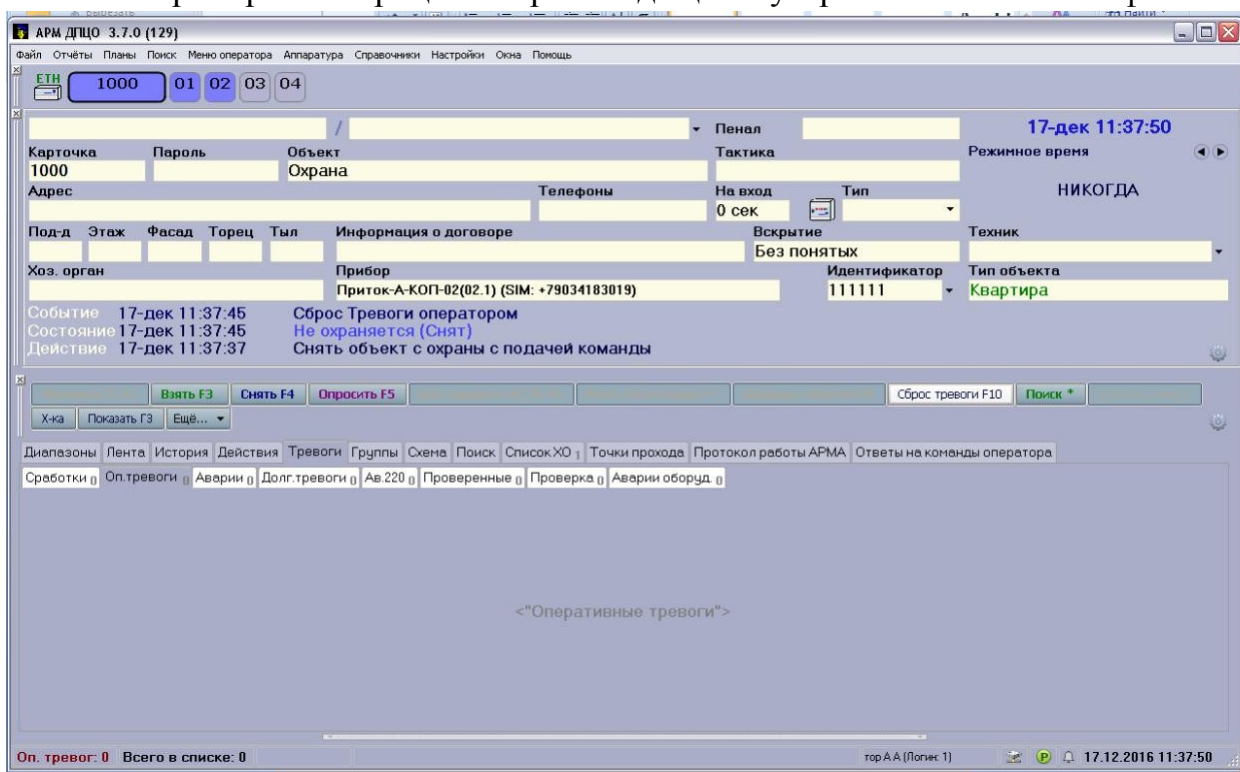 АРМ ДПЦО 3.7.0 (129)
Файл Отчёты Планы Поиск Меню оператора Аппаратура Справочники Настройки Окна Помощь
ETH 1000 01 02 03 04
/ Пенал 17-дек 11:37:50
Карточка Пароль Объект Тактика Режимное время
1000 Охрана
Адрес Телефоны На вход Тип НИКОГДА
0 сек
Под-д Этаж Фасад Торец Тыл Информация о договоре Вскрытие Техник
Без понятых
Хоз. орган Прибор Идентификатор Тип объекта
Приток-А-КОП-02(02.1) (SIM: +79034183019) 111111 Квартира
Событие 17-дек 11:37:45 Сброс Тревоги оператором
Состояние 17-дек 11:37:45 Не охраняется (Снят)
Действие 17-дек 11:37:37 Снять объект с охраны с подачей команды
Взять F3 Снять F4 Опросить F5 Сброс тревоги F10 Поиск *
Х-ка Показать Г3 Ещё...
Диапазоны Лента История Действия Тревоги Группы Схема Поиск Список ХО 1 Точки прохода Протокол работы АРМА Ответы на команды оператора
Сработки 0 Оп.тревоги 0 Аварии 0 Долг.тревоги 0 Ав.220 0 Проверенные 0 Проверка 0 Аварии оборуд. 0
<"Оперативные тревоги">
Оп. тревог: 0 Всего в списке: 0 тор А А (Логин: 1) P 17.12.2016 11:37:50